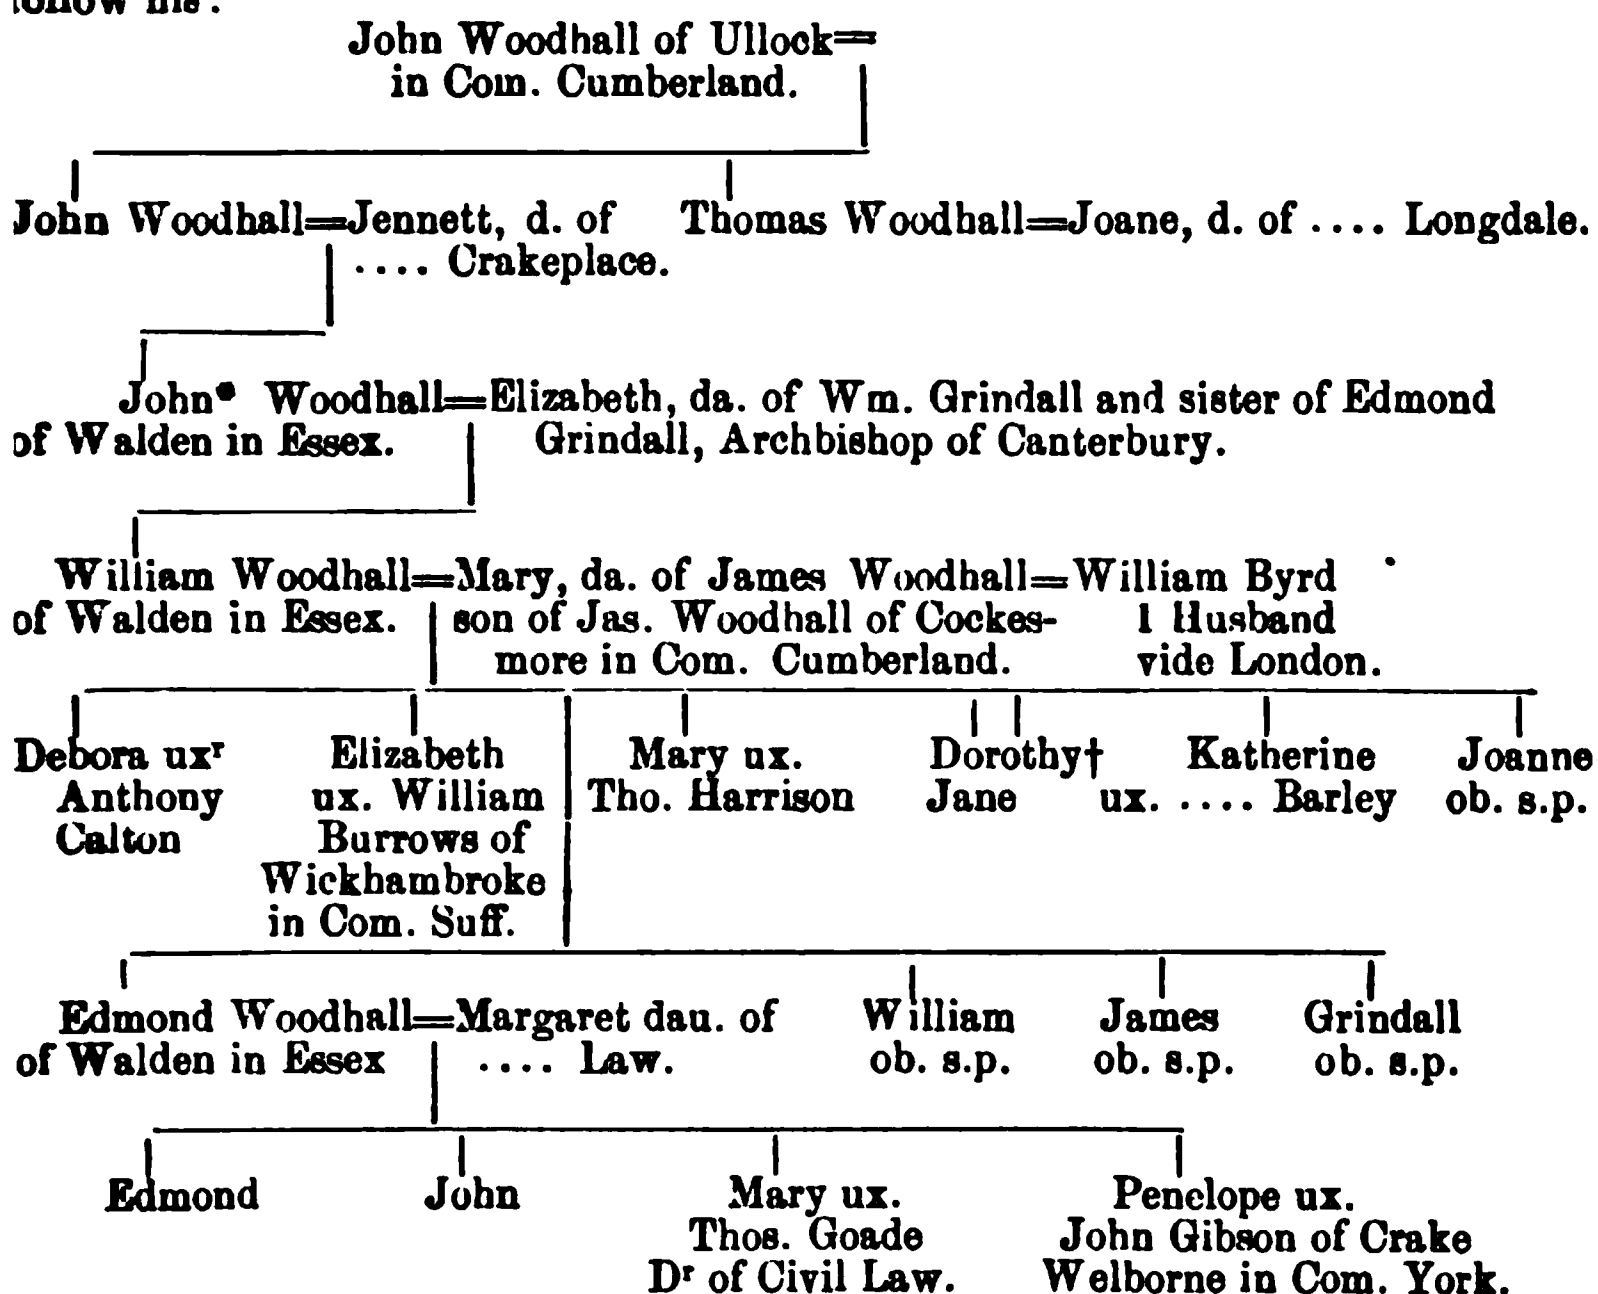 follow his:
John Woodhall of Ullock=
in Com. Cumberland.
John Woodhall=Jennett, d. of
.... Crakeplace.
Thomas Woodhall=Joane, d. of .... Longdale.
John* Woodhall=Elizabeth, da. of Wm. Grindall and sister of Edmond
of Walden in Essex.
Grindall, Archbishop of Canterbury.
William Woodhall=Mary, da. of James Woodhall=William Byrd
of Walden in Essex.
son of Jas. Woodhall of Cockes-
more in Com. Cumberland.
1 Husband
vide London.
Debora uxʳ
Anthony
Calton
Elizabeth
ux. William
Burrows of
Wickhambroke
in Com. Suff.
Mary ux.
Tho. Harrison
Dorothy†
Jane
Katherine
ux. .... Barley
Joanne
ob. s.p.
Edmond Woodhall=Margaret dau. of
of Walden in Essex
.... Law.
William
ob. s.p.
James
ob. s.p.
Grindall
ob. s.p.
Edmond
John
Mary ux.
Thos. Goade
Dʳ of Civil Law.
Penelope ux.
John Gibson of Crake
Welborne in Com. York.